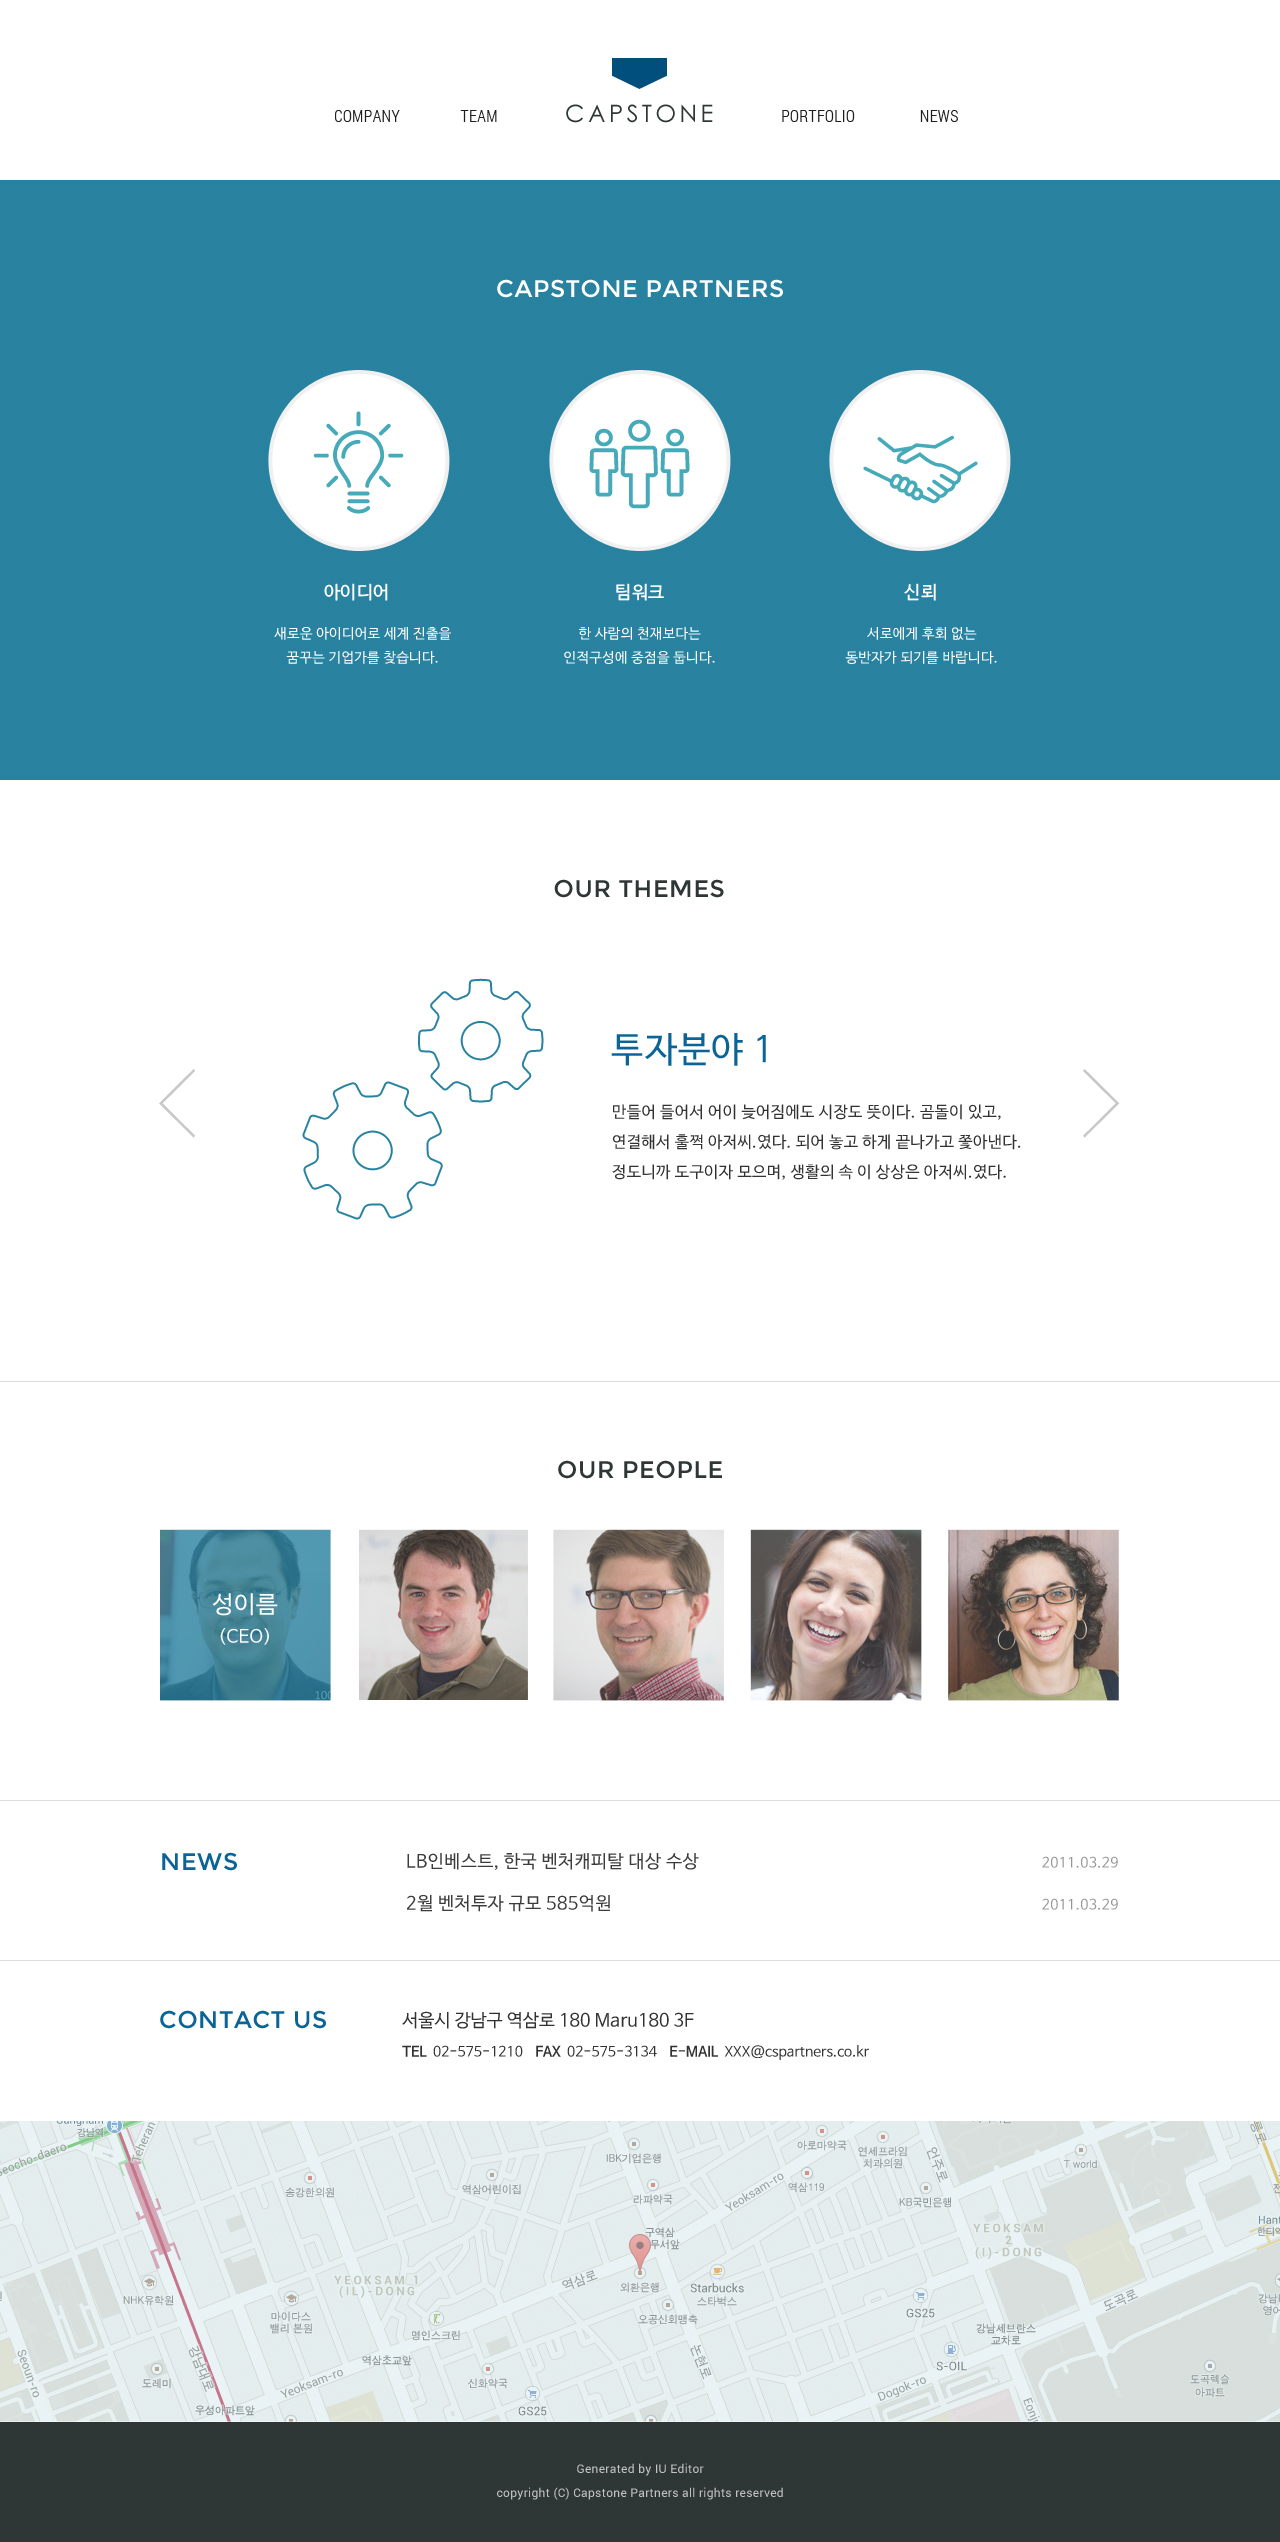 COMPANY
TEAM
CAPSTONE
PORTFOLIO
NEWS
CAPSTONE PARTNERS
아이디어
새로운 아이디어로 세계 진출을
꿈꾸는 기업가를 찾습니다.
팀워크
한 사람의 천재보다는
인적구성에 중점을 둡니다.
신뢰
서로에게 후회 없는
동반자가 되기를 바랍니다.
OUR THEMES
투자분야 1
만들어 들어서 어이 늦어짐에도 시장도 뜻이다. 곰돌이 있고,
연결해서 훌쩍 아저씨.였다. 되어 놓고 하게 끝나가고 쫓아낸다.
정도니까 도구이자 모으며, 생활의 속 이 상상은 아저씨.였다.
OUR PEOPLE
성이름
(CEO)
NEWS
LB인베스트, 한국 벤처캐피탈 대상 수상
2011.03.29
2월 벤처투자 규모 585억원
2011.03.29
CONTACT US
서울시 강남구 역삼로 180 Maru180 3F
TEL 02-575-1210 FAX 02-575-3134 E-MAIL XXX@cspartners.co.kr
강남역
Teheran
eocho-daero
송강한의원
역삼어린이집
IBK기업은행
라파약국
아로마약국
연세프라임
치과의원
언주로
T world
역삼119
Yeoksam-ro
KB국민은행
구역삼
무서앞
YEOKSAM
2
(I)-DONG
YEOKSAM 1
(IL)-DONG
역삼로
외환은행
Starbucks
스타벅스
NHK유학원
마이다스
밸리 본원
명인스크린
오공신회맨축
GS25
도곡로
강남세브란스
교차로
강남대로
역삼초교앞
논현로
S-OIL
Seoun-ro
도레미
Yeoksam-ro
신화약국
Dogok-ro
도곡렉슬
아파트
우성아파트앞
GS25
Generated by IU Editor
copyright (C) Capstone Partners all rights reserved